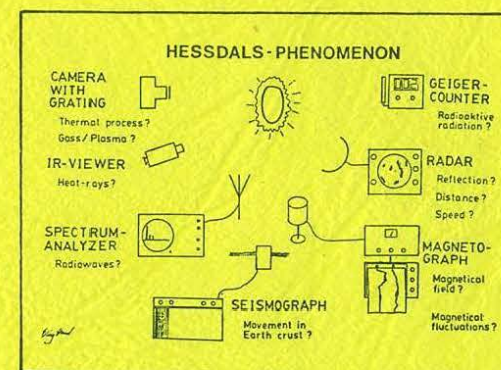 HESSDALS-PHENOMENON
CAMERA
WITH
GRATING
Thermal process?
Gass/Plasma?
IR-VIEWER
Heat-rays?
SPECTRUM-
ANALYZER
Radiowaves?
SEISMOGRAPH
Movement in
Earth crust?
GEIGER-
COUNTER
Radioaktive
radiation?
RADAR
Reflection?
Distance?
Speed?
MAGNETO-
GRAPH
Magnetical
field?
Magnetical
fluctuations?